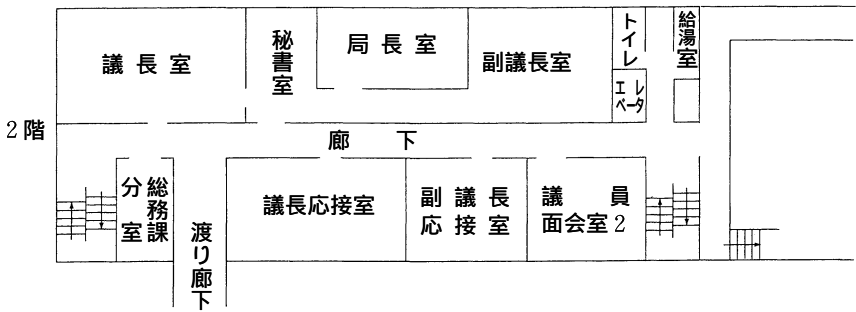 2階
議長室
秘書室
局長室
副議長室
トイレ
エレベータ
給湯室
廊下
総務課
分室
渡り廊下
議長応接室
副議長
応接室
議員
面会室2